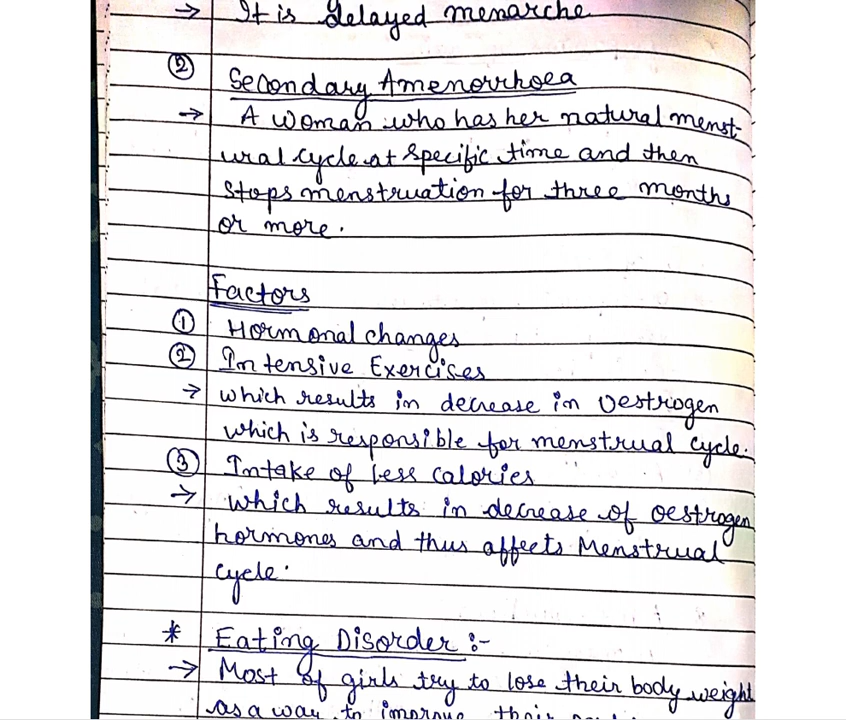 → It is delayed menarche
② Secondary Amenorrhoea
→ A woman who has her natural menst-
ural cycle at specific time and then
stops menstruation for three months
or more.
Factors
① Hormonal changes
② Intensive Exercises
→ which results in decrease in Oestrogen
which is responsible for menstrual cycle.
③ Intake of Less Calories
→ which results in decrease of oestrogen
hormones and thus affects Menstrual
cycle.
* Eating Disorder :-
→ Most of girls try to lose their body weight
as a way to improve their